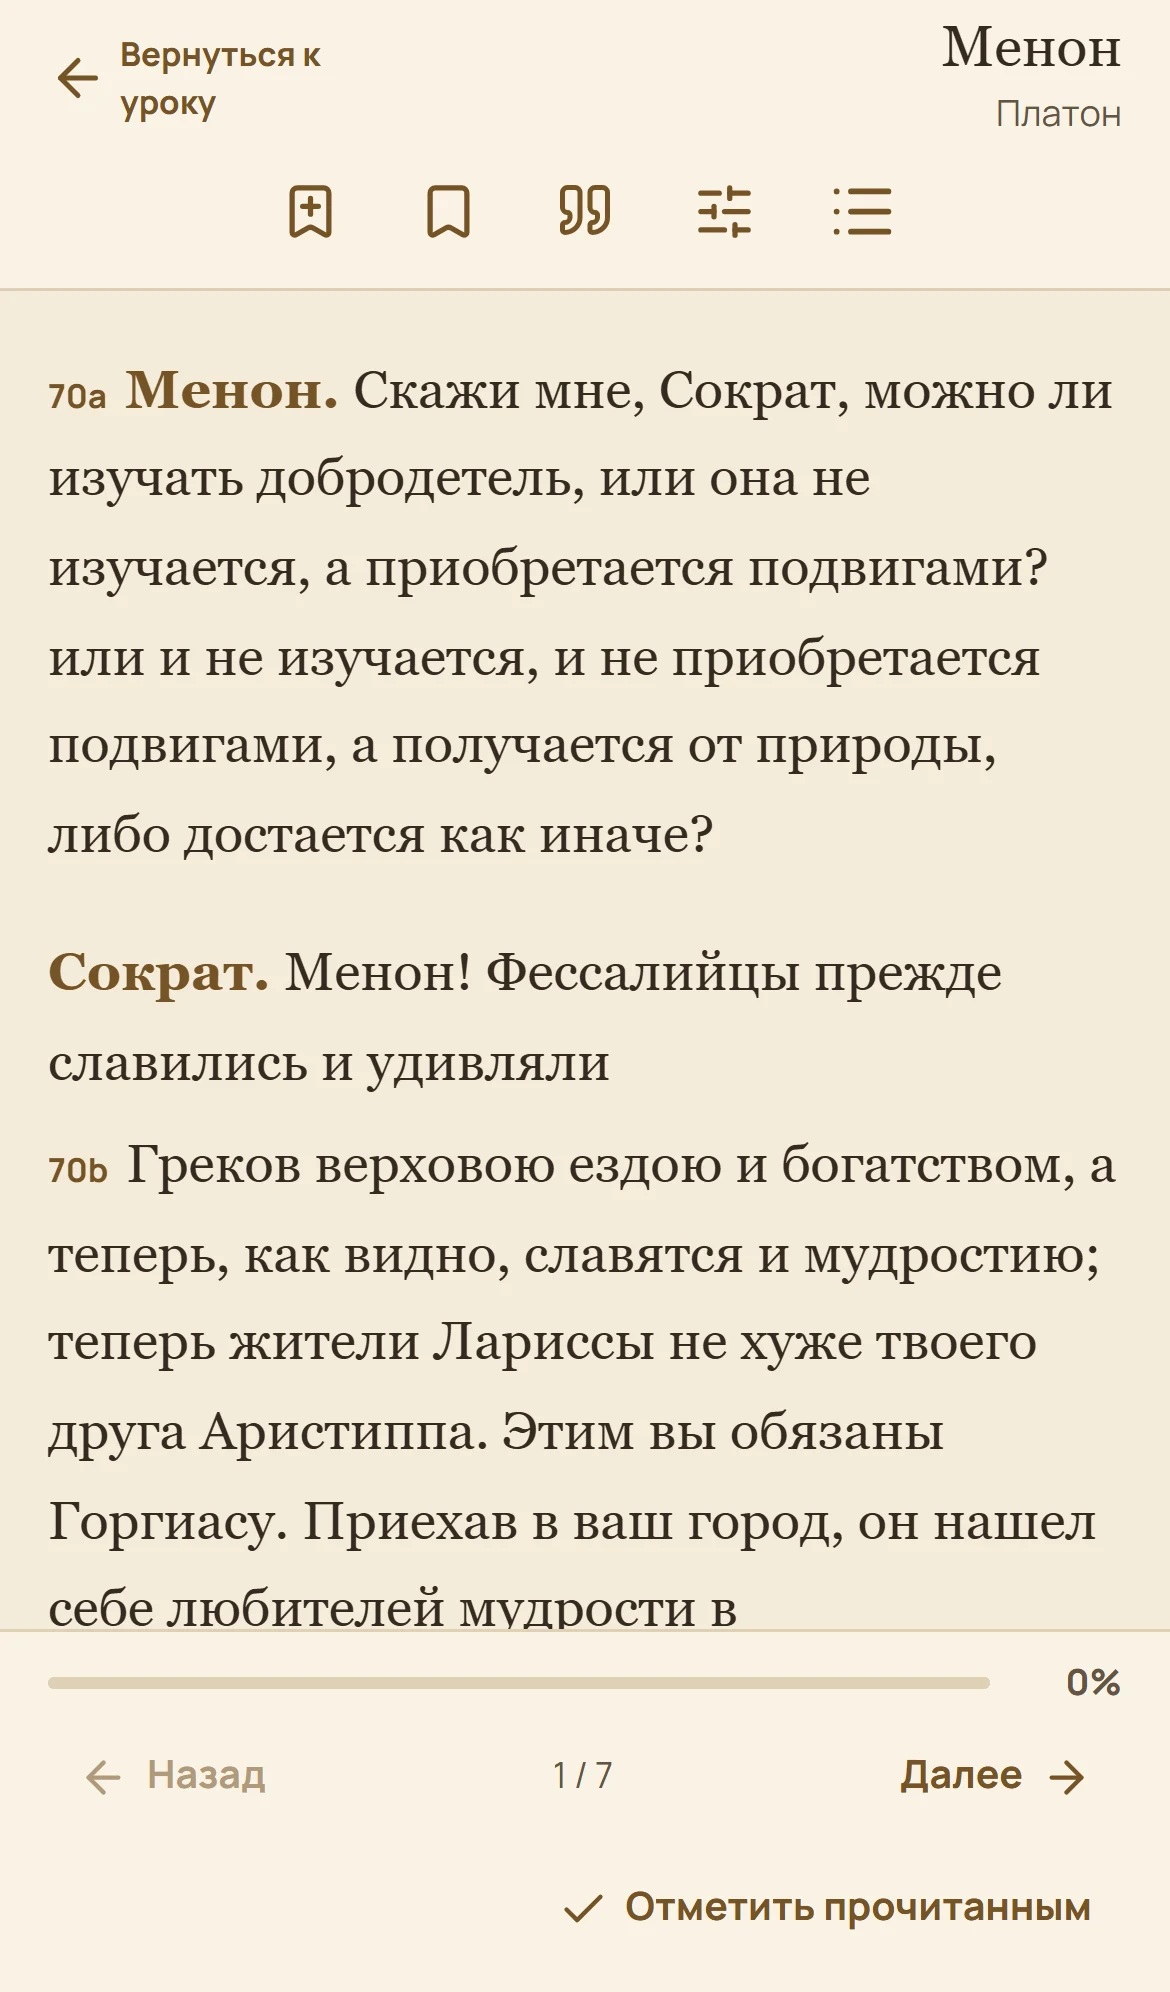 Вернуться к
уроку
Менон
Платон
70a Менон. Скажи мне, Сократ, можно ли
изучать добродетель, или она не
изучается, а приобретается подвигами?
или и не изучается, и не приобретается
подвигами, а получается от природы,
либо достается как иначе?
Сократ. Менон! Фессалийцы прежде
славились и удивляли
70b Греков верховою ездою и богатством, а
теперь, как видно, славятся и мудростию;
теперь жители Лариссы не хуже твоего
друга Аристиппа. Этим вы обязаны
Горгиасу. Приехав в ваш город, он нашел
себе любителей мудрости в
0%
Назад
1 / 7
Далее
Отметить прочитанным